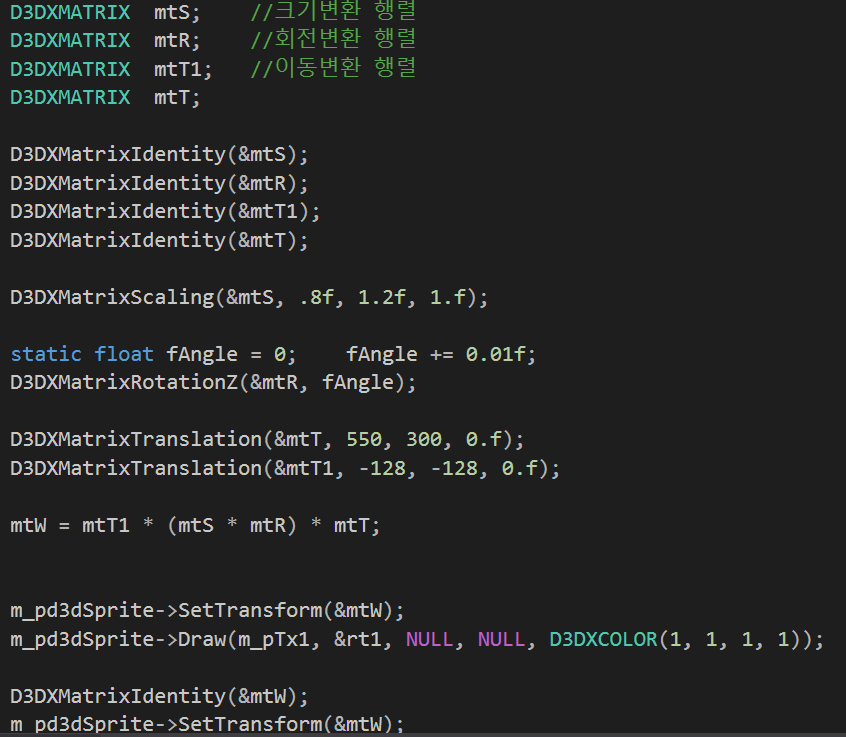 D3DXMATRIX  mtS;    //크기변환 행렬
D3DXMATRIX  mtR;    //회전변환 행렬
D3DXMATRIX  mtT1;   //이동변환 행렬
D3DXMATRIX  mtT;
D3DXMatrixIdentity(&mtS);
D3DXMatrixIdentity(&mtR);
D3DXMatrixIdentity(&mtT1);
D3DXMatrixIdentity(&mtT);
D3DXMatrixScaling(&mtS, .8f, 1.2f, 1.f);
static float fAngle = 0;    fAngle += 0.01f;
D3DXMatrixRotationZ(&mtR, fAngle);
D3DXMatrixTranslation(&mtT, 550, 300, 0.f);
D3DXMatrixTranslation(&mtT1, -128, -128, 0.f);
mtW = mtT1 * (mtS * mtR) * mtT;
m_pd3dSprite->SetTransform(&mtW);
m_pd3dSprite->Draw(m_pTx1, &rt1, NULL, NULL, D3DXCOLOR(1, 1, 1, 1));
D3DXMatrixIdentity(&mtW);
m_pd3dSprite->SetTransform(&mtW);